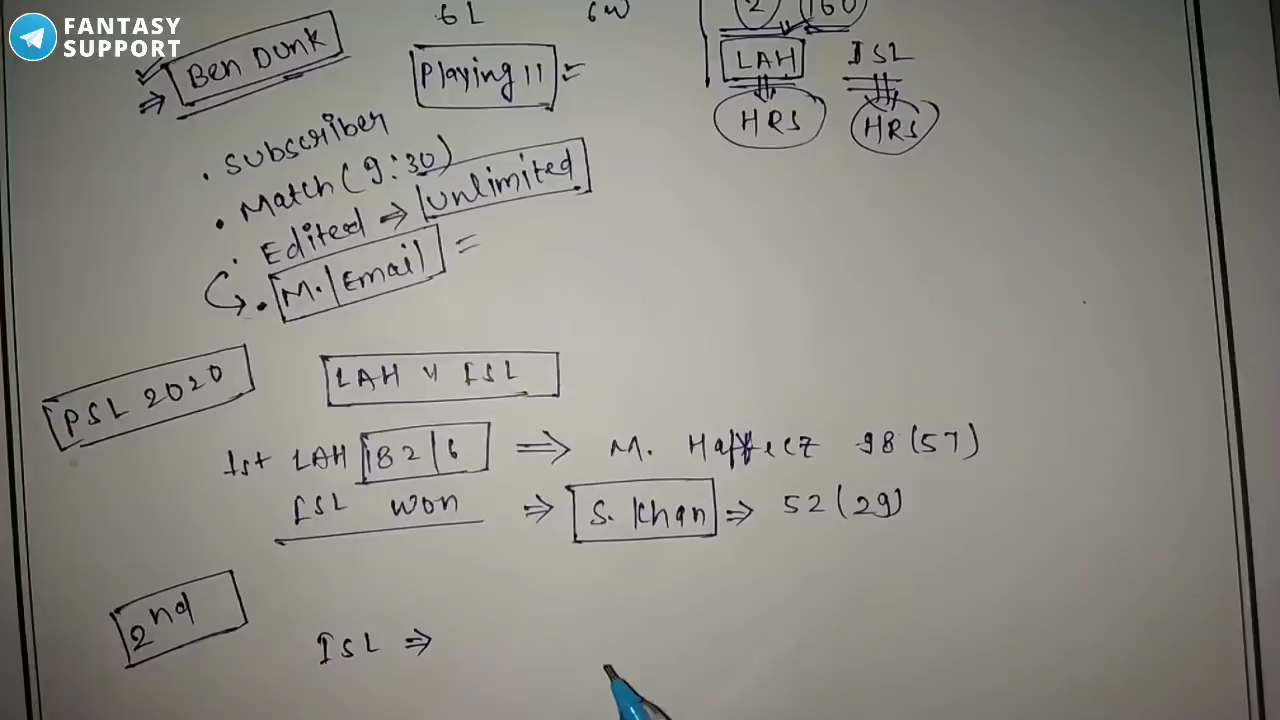 FANTASY
SUPPORT
6L 6W 2 160
Ben Dunk Playing 11 = LAH ISL
HRS HRS
. Subscriber
. Match (9:30)
. Edited ⇒ Unlimited
. M. | Email =
PSL 2020 LAH v ISL
1st LAH 182/6 ⇒ M. Hafeez 98 (57)
ISL won ⇒ S. Khan ⇒ 52 (29)
2nd
ISL ⇒